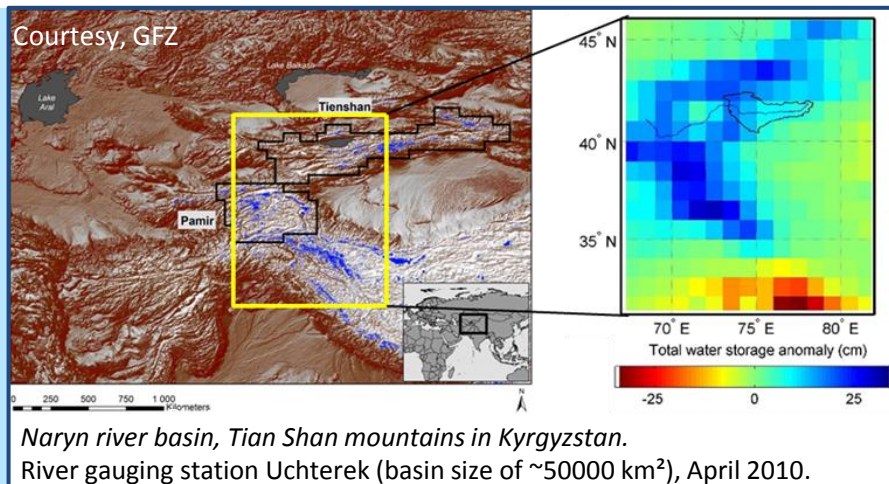 Courtesy, GFZ
Lake Balkash
Lake
Aral
Tienshan
Pamir
0 250 500 750 1 000
Kilometers
N
45° N
40° N
35° N
70° E 75° E 80° E
Total water storage anomaly (cm)
-25 0 25
Naryn river basin, Tian Shan mountains in Kyrgyzstan.
River gauging station Uchterek (basin size of ~50000 km²), April 2010.